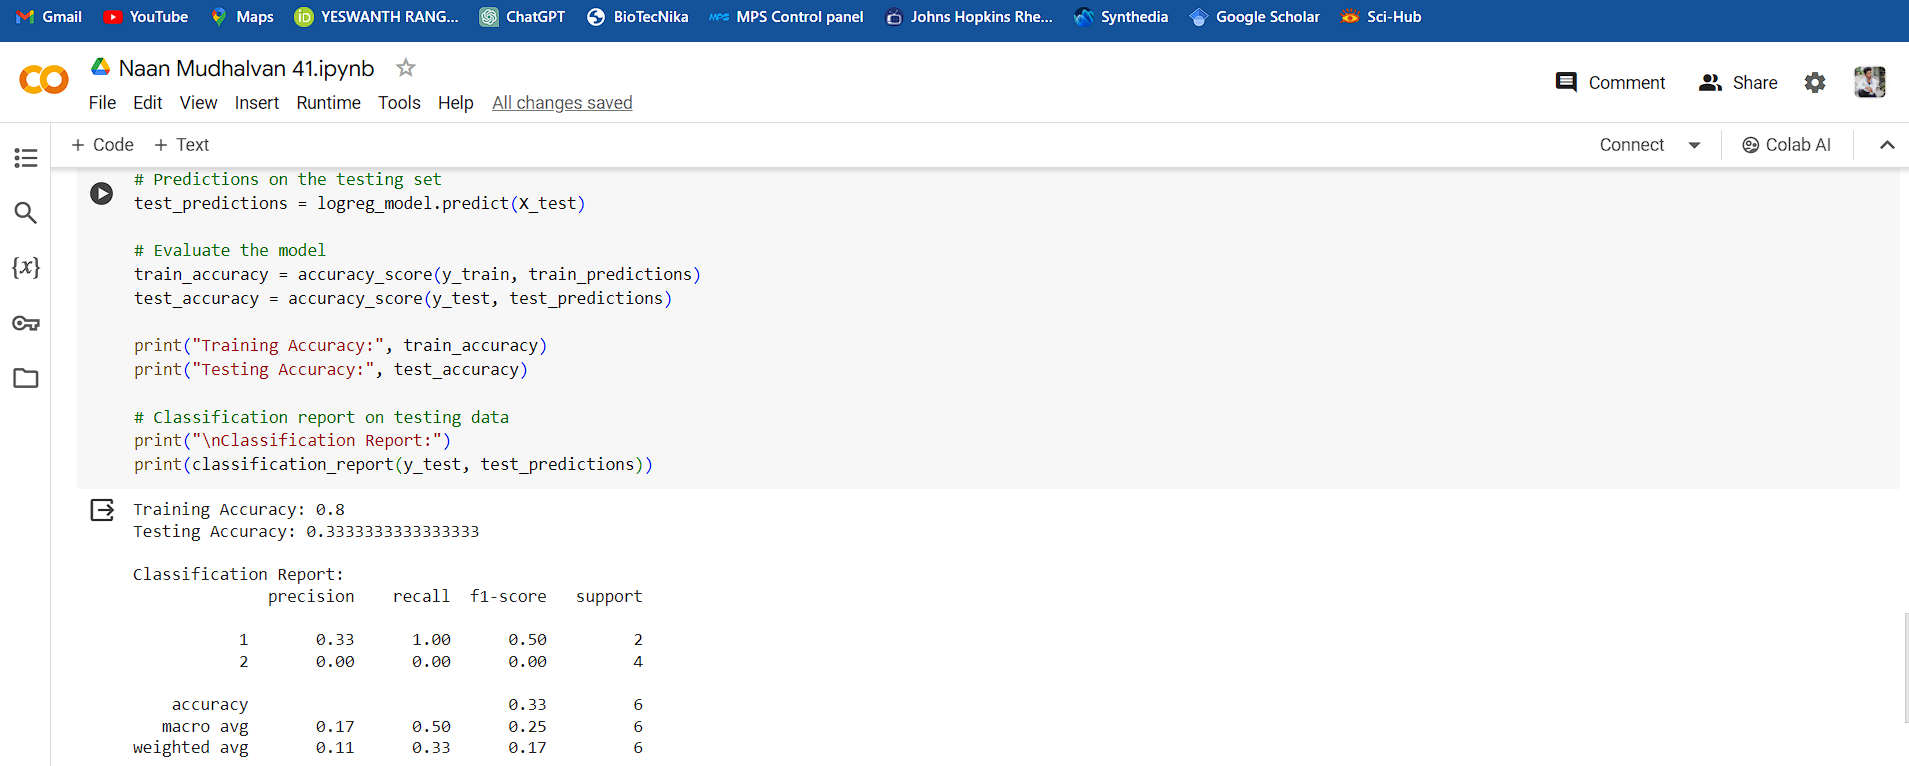 Gmail YouTube Maps YESWANTH RANG... ChatGPT BioTecNika MPS Control panel Johns Hopkins Rhe... Synthedia Google Scholar Sci-Hub
Naan Mudhalvan 41.ipynb
Comment Share
File Edit View Insert Runtime Tools Help All changes saved
+ Code + Text Connect Colab AI
# Predictions on the testing set
test_predictions = logreg_model.predict(X_test)
# Evaluate the model
train_accuracy = accuracy_score(y_train, train_predictions)
test_accuracy = accuracy_score(y_test, test_predictions)
print("Training Accuracy:", train_accuracy)
print("Testing Accuracy:", test_accuracy)
# Classification report on testing data
print("\nClassification Report:")
print(classification_report(y_test, test_predictions))
Training Accuracy: 0.8
Testing Accuracy: 0.3333333333333333
Classification Report:
precision recall f1-score support
1 0.33 1.00 0.50 2
2 0.00 0.00 0.00 4
accuracy 0.33 6
macro avg 0.17 0.50 0.25 6
weighted avg 0.11 0.33 0.17 6